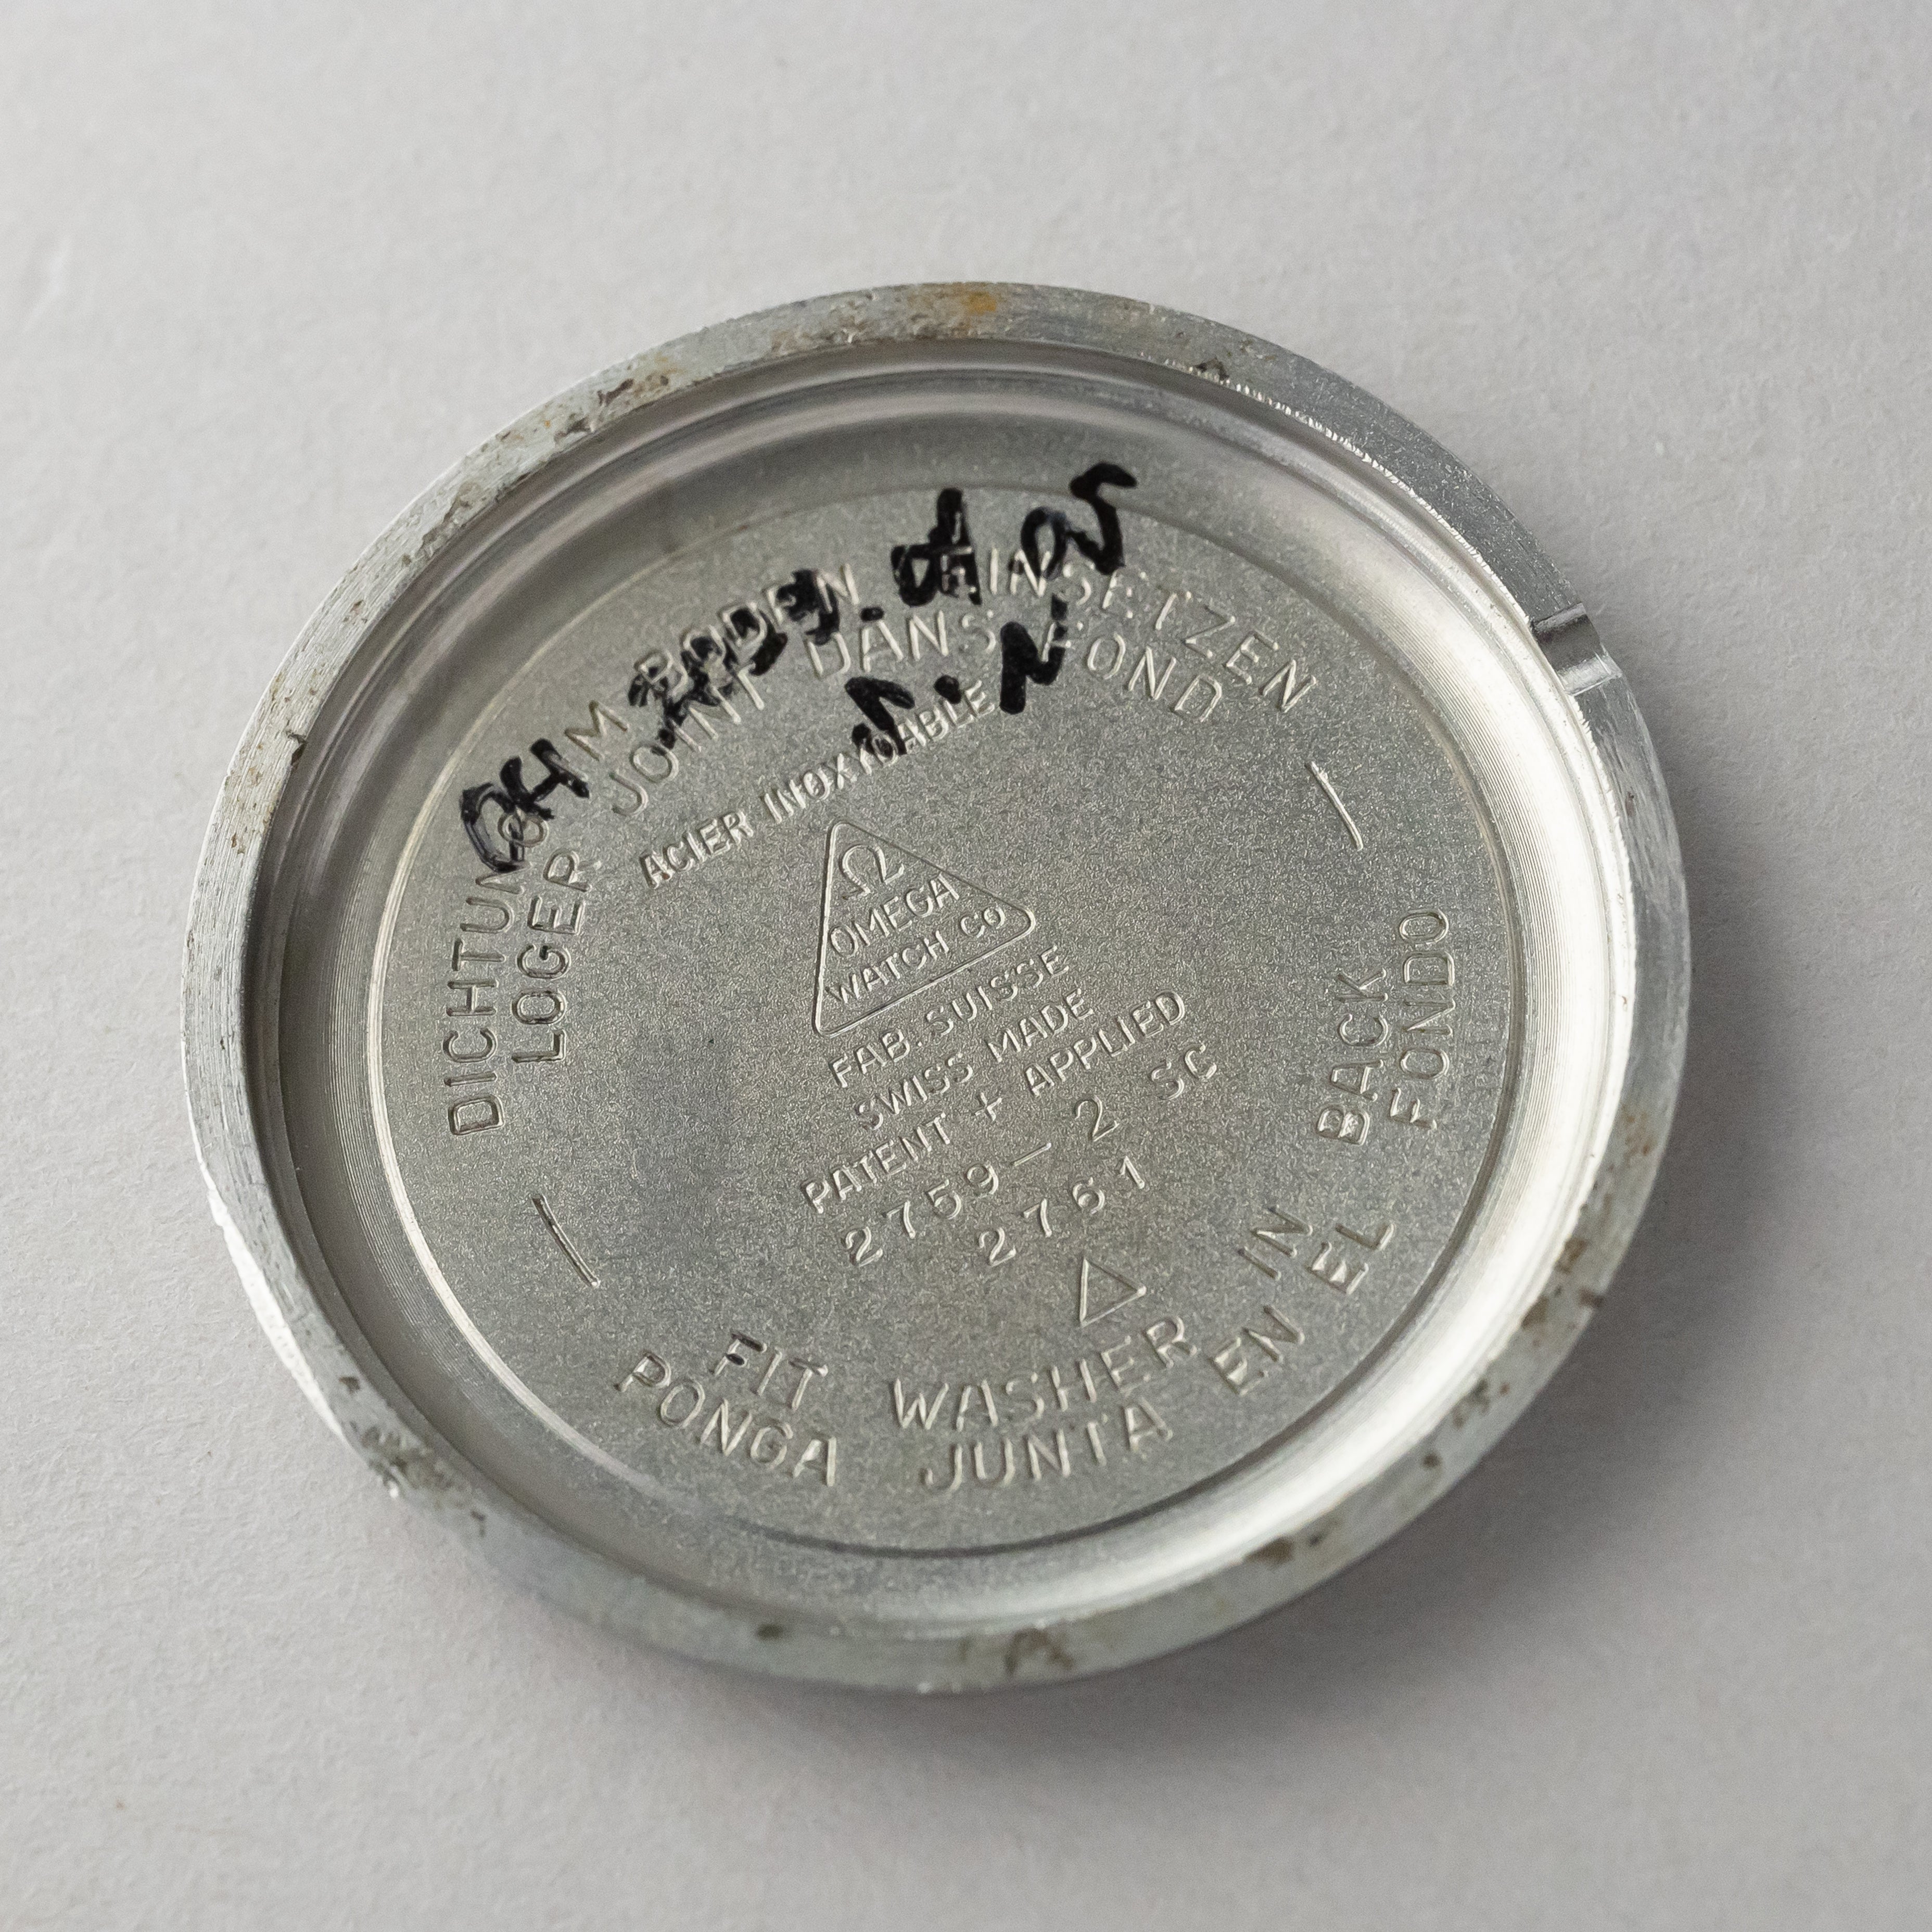 DICHTUNG IM BODEN EINSETZEN
LOGER JOINT DANS FOND
ACIER INOXYDABLE
Ω
OMEGA
WATCH Co
FAB. SUISSE
SWISS MADE
PATENT + APPLIED
2759-2 SC
2761
FIT WASHER IN BACK
PONGA JUNTA EN EL FONDO
OH
S.N